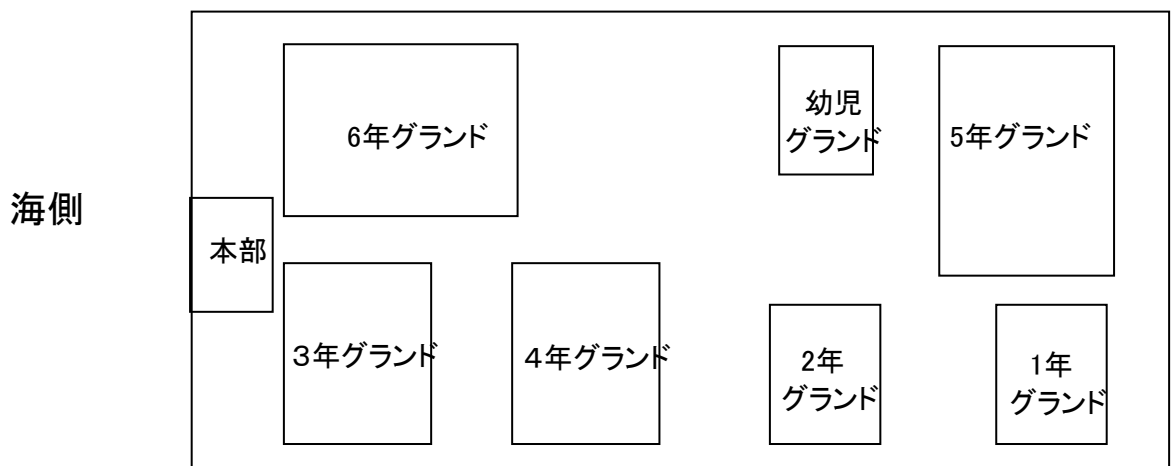 6年グランド
幼児
グランド
5年グランド
海側
本部
３年グランド
４年グランド
2年
グランド
1年
グランド